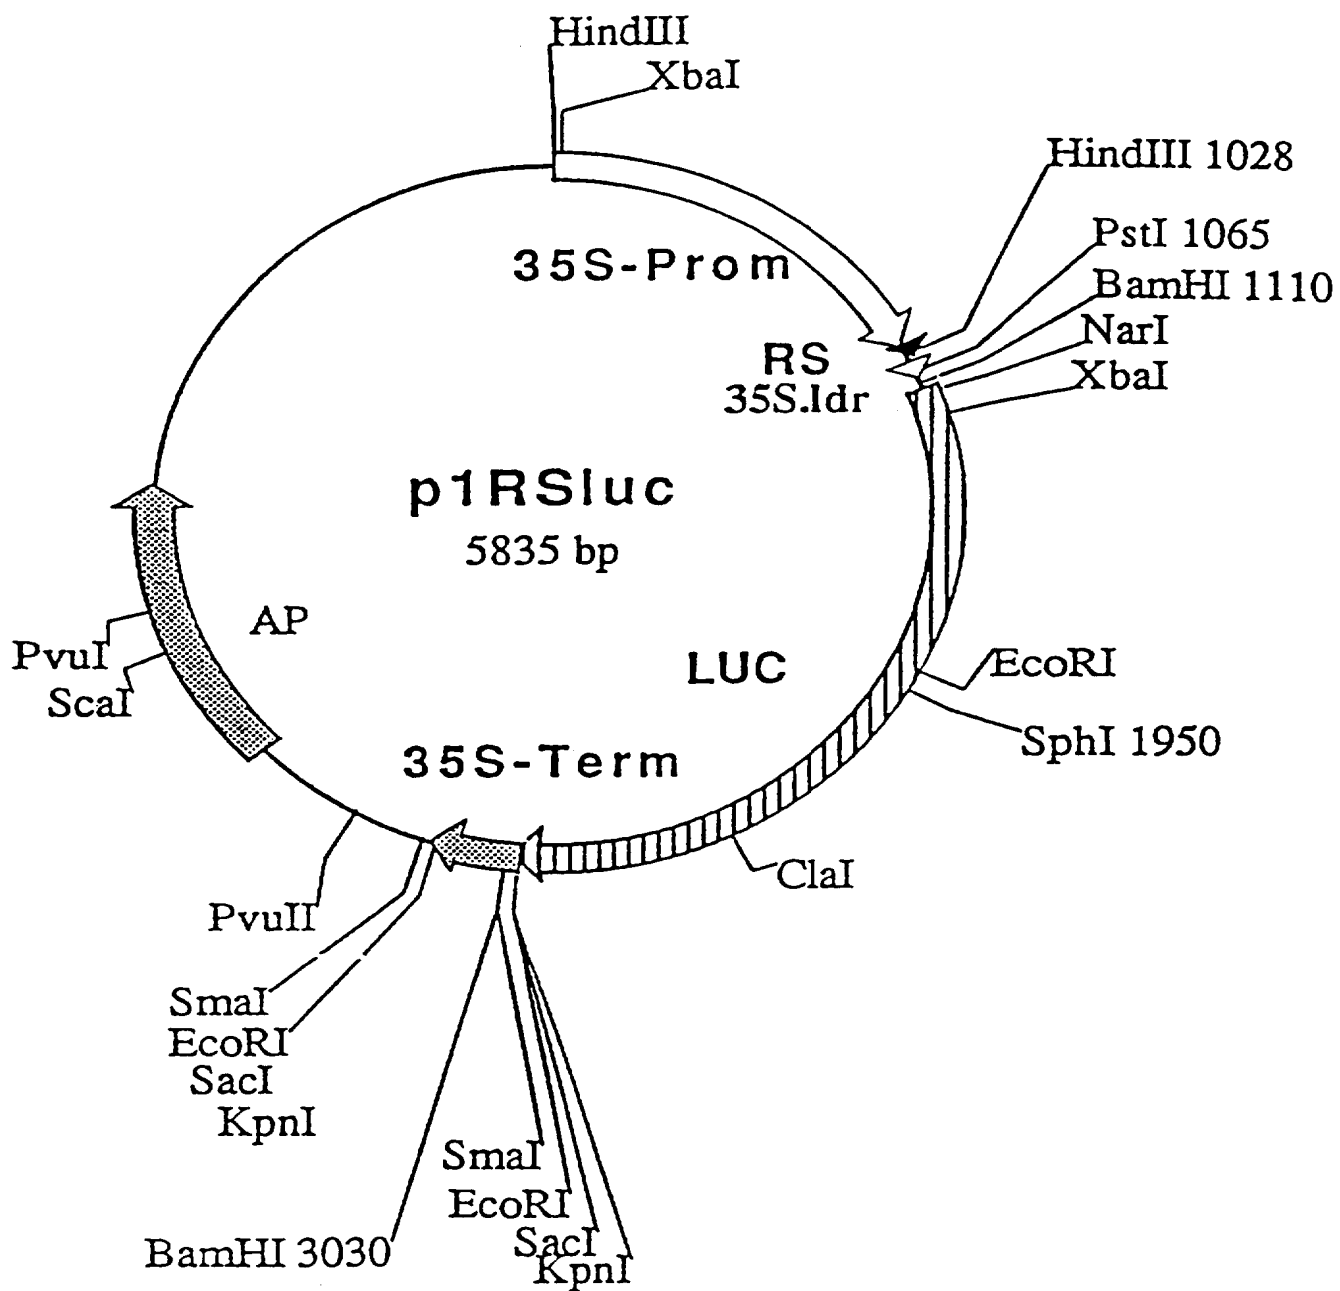 HindIII
XbaI
HindIII 1028
35S-Prom
PstI 1065
BamHI 1110
NarI
RS
XbaI
35S.ldr
p1RSluc
5835 bp
AP
PvuI
LUC
EcoRI
ScaI
SphI 1950
35S-Term
ClaI
PvuII
SmaI
EcoRI
SacI
KpnI
SmaI
EcoRI
SacI
BamHI 3030
KpnI